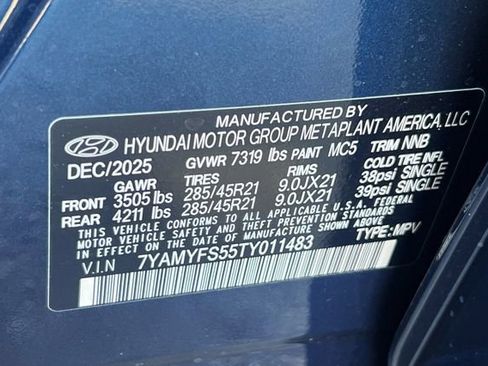 MANUFACTURED BY
HYUNDAI MOTOR GROUP METAPLANT AMERICA, LLC
DEC/2025 GVWR 7319 lbs PAINT MC5 TRIM NNB
GAWR TIRES RIMS COLD TIRE INFL
FRONT 3505 lbs 285/45R21 9.0JX21 38psi SINGLE
REAR 4211 lbs 285/45R21 9.0JX21 39psi SINGLE
THIS VEHICLE CONFORMS TO ALL APPLICABLE U.S. FEDERAL
MOTOR VEHICLE SAFETY AND THEFT PREVENTION STANDARDS
IN EFFECT ON THE DATE OF MANUFACTURE SHOWN ABOVE.
V.I.N 7YAMYFS55TY011483 TYPE:MPV